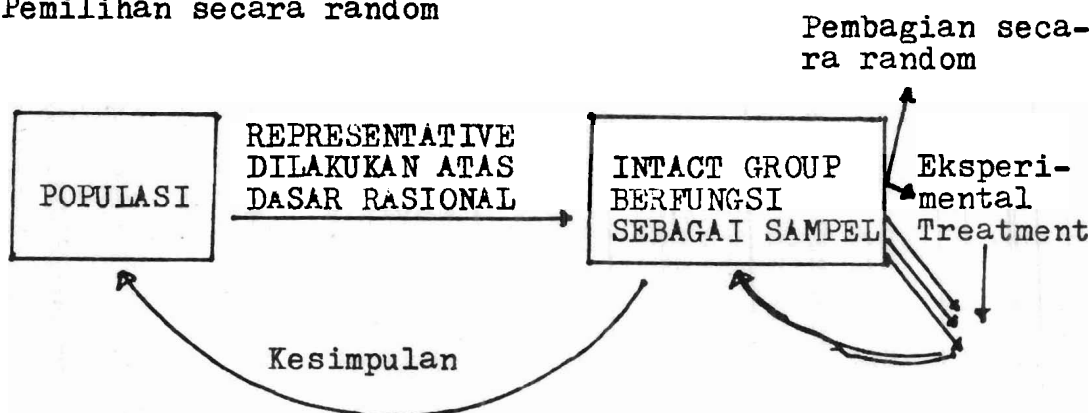 Pemilihan secara random
Pembagian seca-
ra random
POPULASI
REPRESENTATIVE
DILAKUKAN ATAS
DASAR RASIONAL
INTACT GROUP
BERFUNGSI
SEBAGAI SAMPEL
Eksperi-
mental
Treatment
Kesimpulan